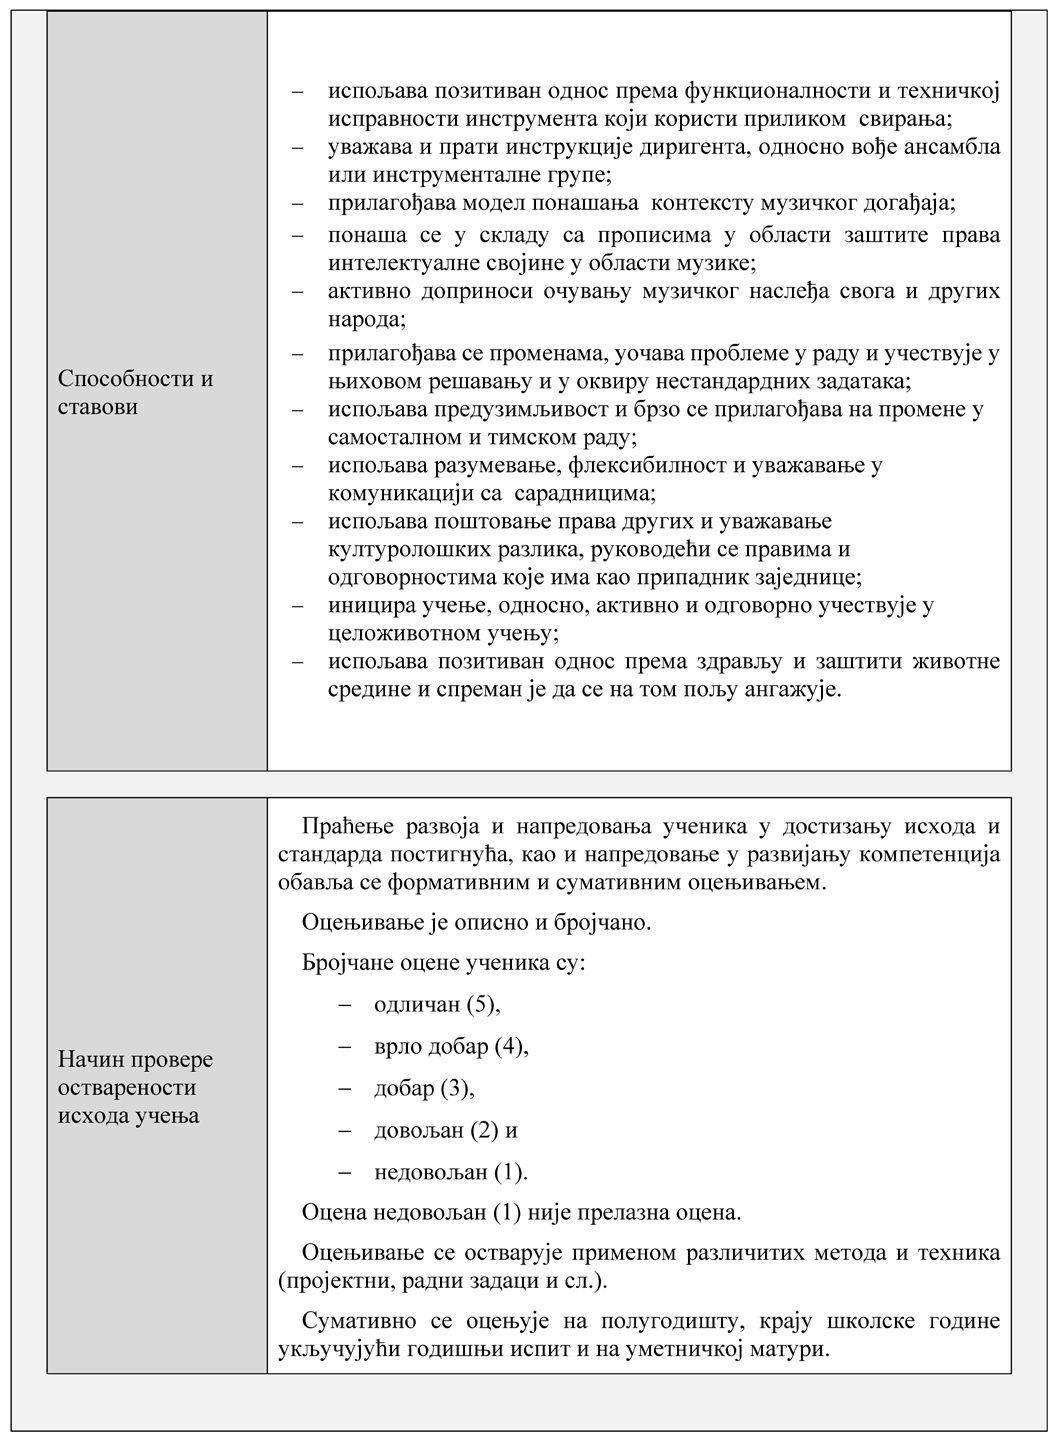 Способности и
ставови
– испољава позитиван однос према функционалности и техничкој
исправности инструмента који користи приликом  свирања;
– уважава и прати инструкције диригента, односно вође ансамбла
или инструменталне групе;
– прилагођава модел понашања  контексту музичког догађаја;
– понаша се у складу са прописима у области заштите права
интелектуалне својине у области музике;
– активно доприноси очувању музичког наслеђа свога и других
народа;
– прилагођава се променама, уочава проблеме у раду и учествује у
њиховом решавању и у оквиру нестандардних задатака;
– испољава предузимљивост и брзо се прилагођава на промене у
самосталном и тимском раду;
– испољава разумевање, флексибилност и уважавање у
комуникацији са  сарадницима;
– испољава поштовање права других и уважавање
културолошких разлика, руководећи се правима и
одговорностима које има као припадник заједнице;
– иницира учење, односно, активно и одговорно учествује у
целоживотном учењу;
– испољава позитиван однос према здрављу и заштити животне
средине и спреман је да се на том пољу ангажује.
Начин провере
остварености
исхода учења
Праћење развоја и напредовања ученика у достизању исхода и
стандарда постигнућа, као и напредовање у развијању компетенција
обавља се формативним и сумативним оцењивањем.
Оцењивање је описно и бројчано.
Бројчане оцене ученика су:
– одличан (5),
– врло добар (4),
– добар (3),
– довољан (2) и
– недовољан (1).
Оцена недовољан (1) није прелазна оцена.
Оцењивање се остварује применом различитих метода и техника
(пројектни, радни задаци и сл.).
Сумативно се оцењује на полугодишту, крају школске године
укључујући годишњи испит и на уметничкој матури.